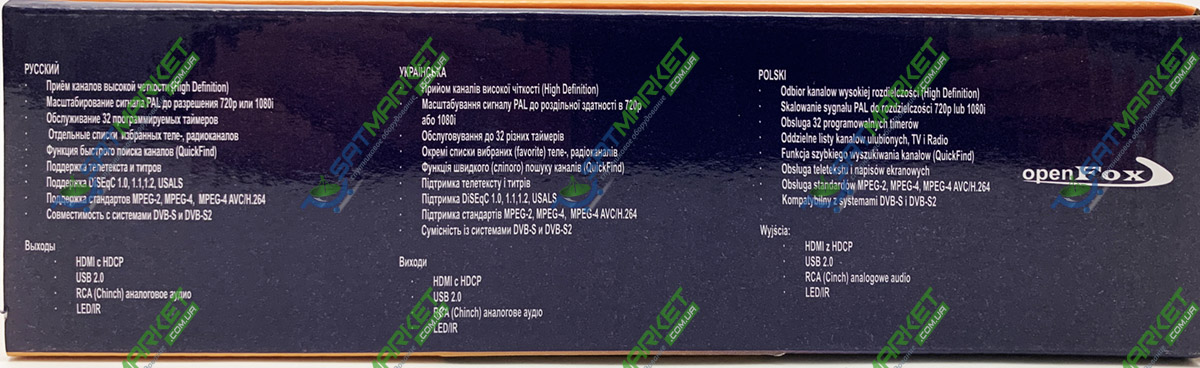 РУССКИЙ
Приём каналов высокой четкости (High Definition)
Масштабирование сигнала PAL до разрешения 720p или 1080i
Обслуживание 32 программируемых таймеров
Отдельные списки избранных теле-, радиоканалов
Функция быстрого поиска каналов (QuickFind)
Поддержка телетекста и титров
Поддержка DiSEqC 1.0, 1.1,1.2, USALS
Поддержка стандартов MPEG-2, MPEG-4, MPEG-4 AVC/H.264
Совместимость с системами DVB-S и DVB-S2
Выходы
HDMI с HDCP
USB 2.0
RCA (Chinch) аналоговое аудио
LED/IR
УКРАЇНСЬКА
Прийом каналів високої чіткості (High Definition)
Масштабування сигналу PAL до роздільної здатності в 720p
або 1080i
Обслуговування до 32 різних таймерів
Окремі списки вибраних (favorite) теле-, радіоканалів
Функція швидкого (сліпого) пошуку каналів (QuickFind)
Підтримка телетексту і титрів
Підтримка DiSEqC 1.0, 1.1,1.2, USALS
Підтримка стандартів MPEG-2, MPEG-4, MPEG-4 AVC/H.264
Сумісність із системами DVB-S и DVB-S2
Виходи
HDMI с HDCP
USB 2.0
RCA (Chinch) аналогове аудіо
LED/IR
POLSKI
Odbior kanalow wysokiej rozdielczości (High Definition)
Skalowanie sygnału PAL do rozdzielczości 720p lub 1080i
Obsluga 32 programowalnych timerów
Oddzielne listy kanałow ulubionych, TV i Radio
Funkcja szybkiego wyszukiwania kanałow (QuickFind)
Obsługa teletekstu i napisów ekranowych
Obsługa standardów MPEG-2, MPEG-4, MPEG-4 AVC/H.264
Kompatybilny z systemami DVB-S i DVB-S2
Wyjścia:
HDMI z HDCP
USB 2.0
RCA (Cinch) analogowe audio
LED/IR
openFox
SPUTMARKET.COM.UA